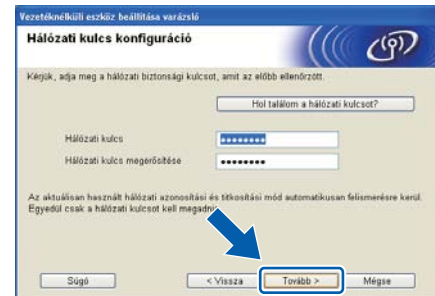 Vezetéknélküli eszköz beállítása varázsló
Hálózati kulcs konfiguráció
Kérjük, adja meg a hálózati biztonsági kulcsot, amit az előbb ellenőrzött.
Hol találom a hálózati kulcsot?
Hálózati kulcs
Hálózati kulcs megerősítése
Az aktuálisan használt hálózati azonosítási és titkosítási mód automatikusan felismerésre kerül.
Egyedül csak a hálózati kulcsot kell
Súgó
< Vissza
Tovább >
Mégse